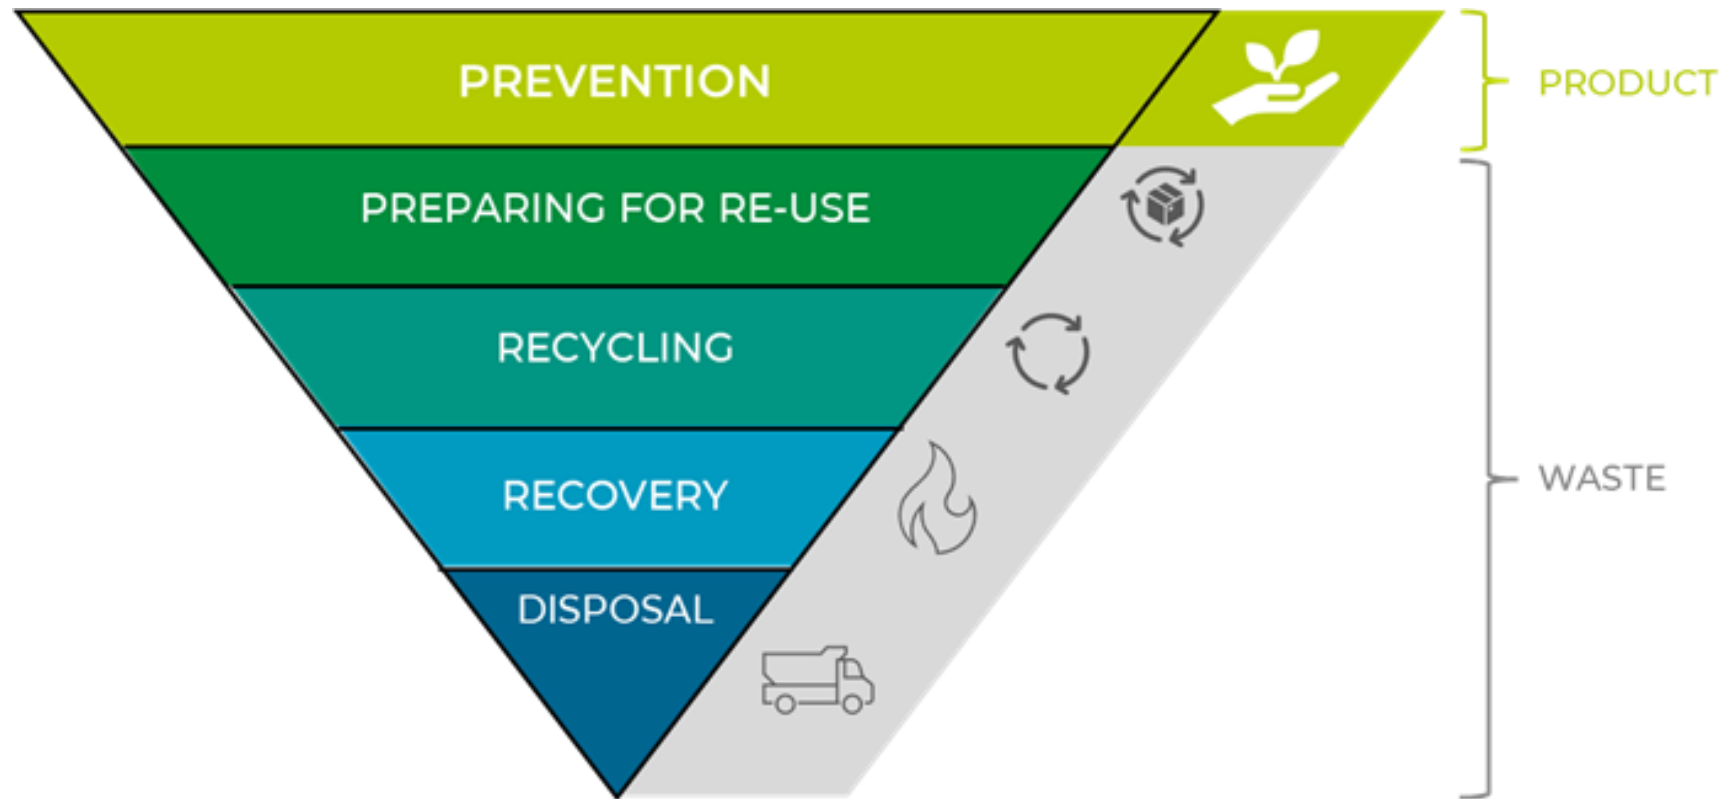 PREVENTION
PRODUCT
PREPARING FOR RE-USE
RECYCLING
RECOVERY
WASTE
DISPOSAL